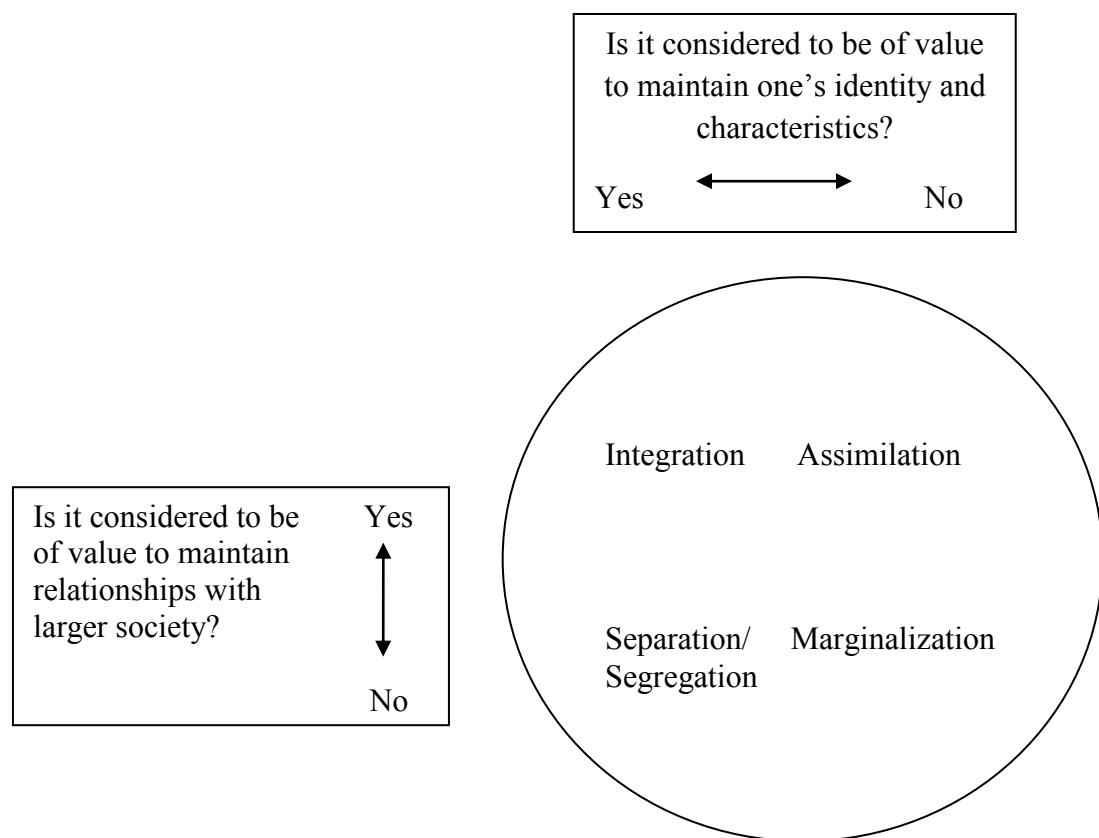 Is it considered to be of value
to maintain one’s identity and
characteristics?
Yes No
Integration Assimilation
Is it considered to be Yes
of value to maintain
relationships with
larger society?
No
Separation/ Marginalization
Segregation